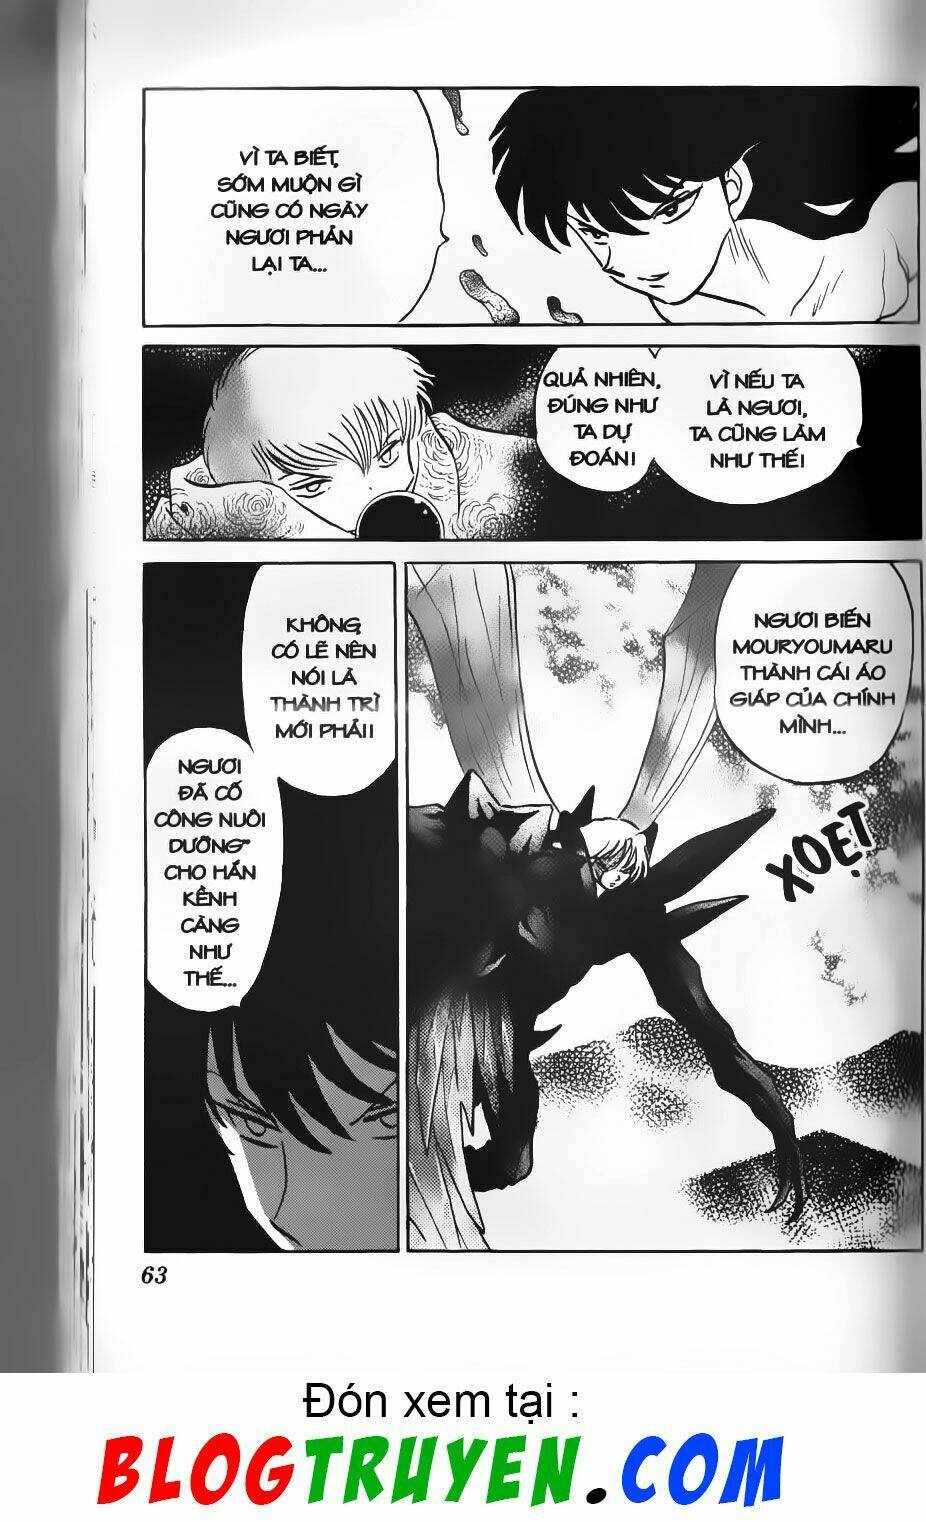 VÌ TA BIẾT,
SỚM MUỘN GÌ
CŨNG CÓ NGÀY
NGƯƠI PHẢN
LẠI TA...
VÌ NẾU TA
LÀ NGƯƠI,
TA CŨNG LÀM
NHƯ THẾ!
QUẢ NHIÊN,
ĐÚNG NHƯ
TA DỰ
ĐOÁN!
NGƯƠI BIẾN
MOURYOUMARU
THÀNH CÁI ÁO
GIÁP CỦA CHÍNH
MÌNH...
XOẸT
KHÔNG,
CÓ LẼ NÊN
NÓI LÀ
THÀNH TRÌ
MỚI PHẢI!
NGƯƠI
ĐÃ CỐ
CÔNG NUÔI
DƯỠNG"
CHO HẮN
KỀNH
CÀNG
NHƯ
THẾ...
63
Đón xem tại :
BLOGTRUYEN.COM